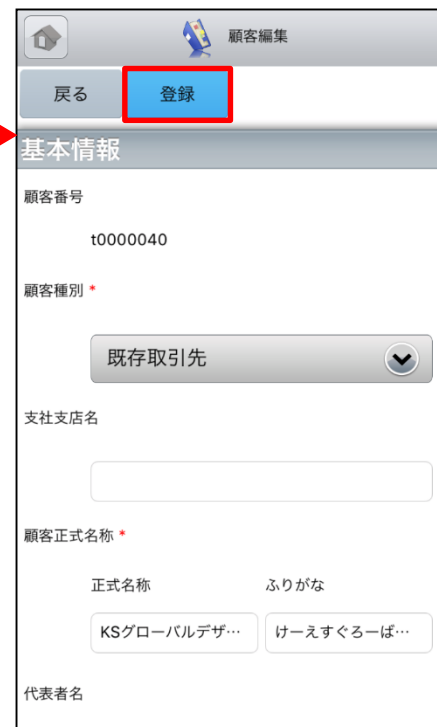 顧客編集
戻る 登録
基本情報
顧客番号
t0000040
顧客種別 *
既存取引先
支社支店名
顧客正式名称 *
正式名称 ふりがな
KSグローバルデザ… けーえすぐろーば…
代表者名